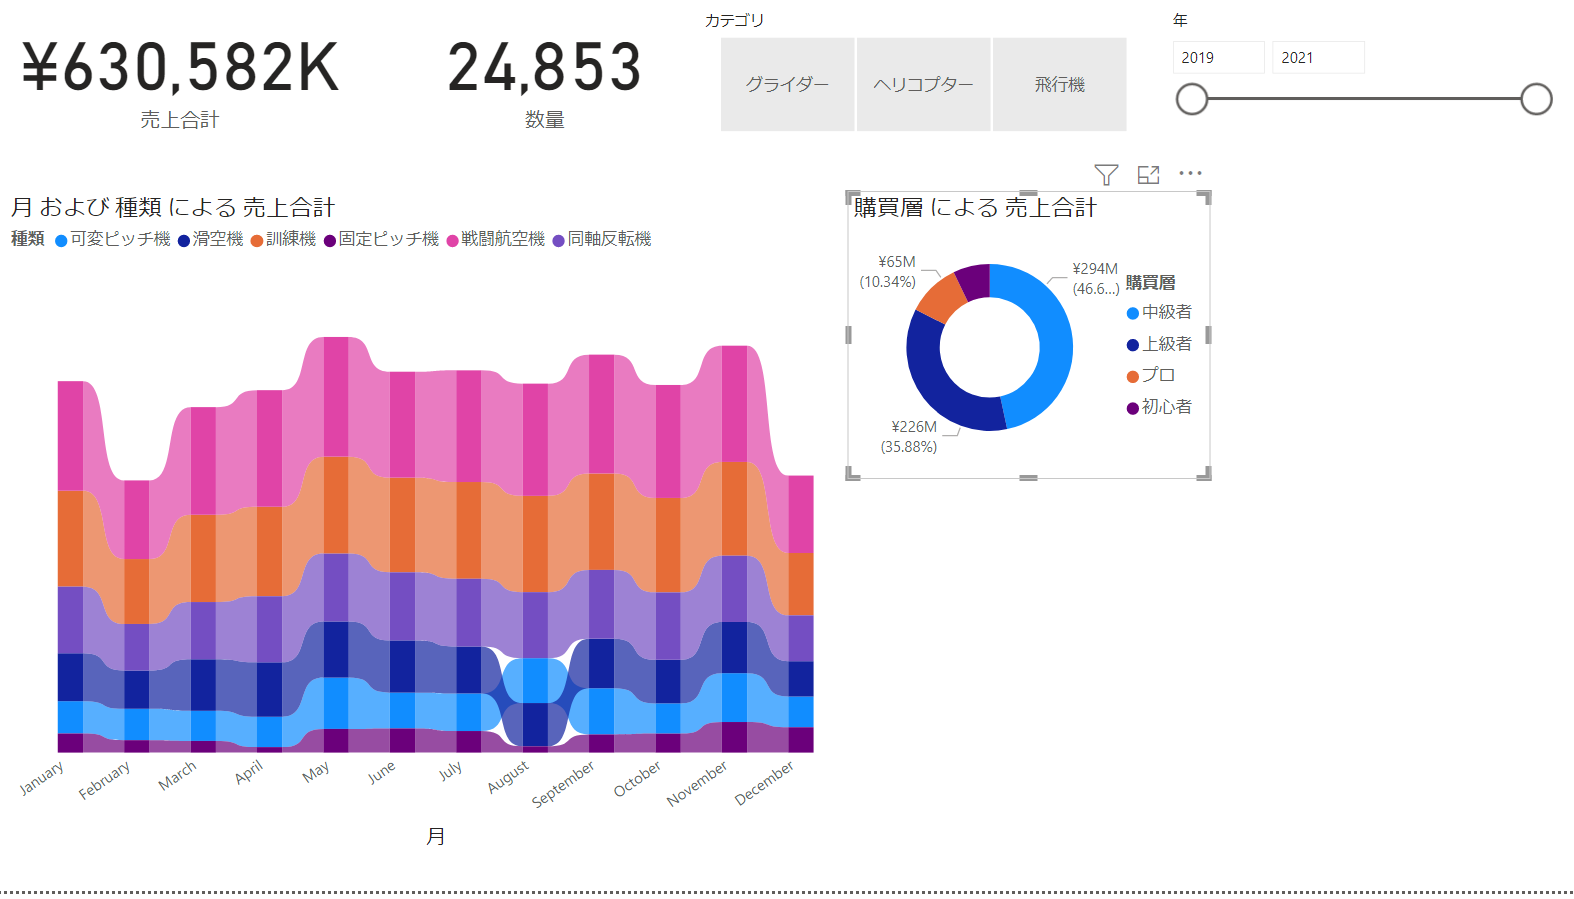 ¥630,582K
売上合計
24,853
数量
カテゴリ
グライダー
ヘリコプター
飛行機
年
2019
2021
月 および 種類 による 売上合計
種類 可変ピッチ機 滑空機 訓練機 固定ピッチ機 戦闘航空機 同軸反転機
January
February
March
April
May
June
July
August
September
October
November
December
月
購買層 による 売上合計
¥65M
(10.34%)
¥294M
(46.6...)
¥226M
(35.88%)
購買層
中級者
上級者
プロ
初心者